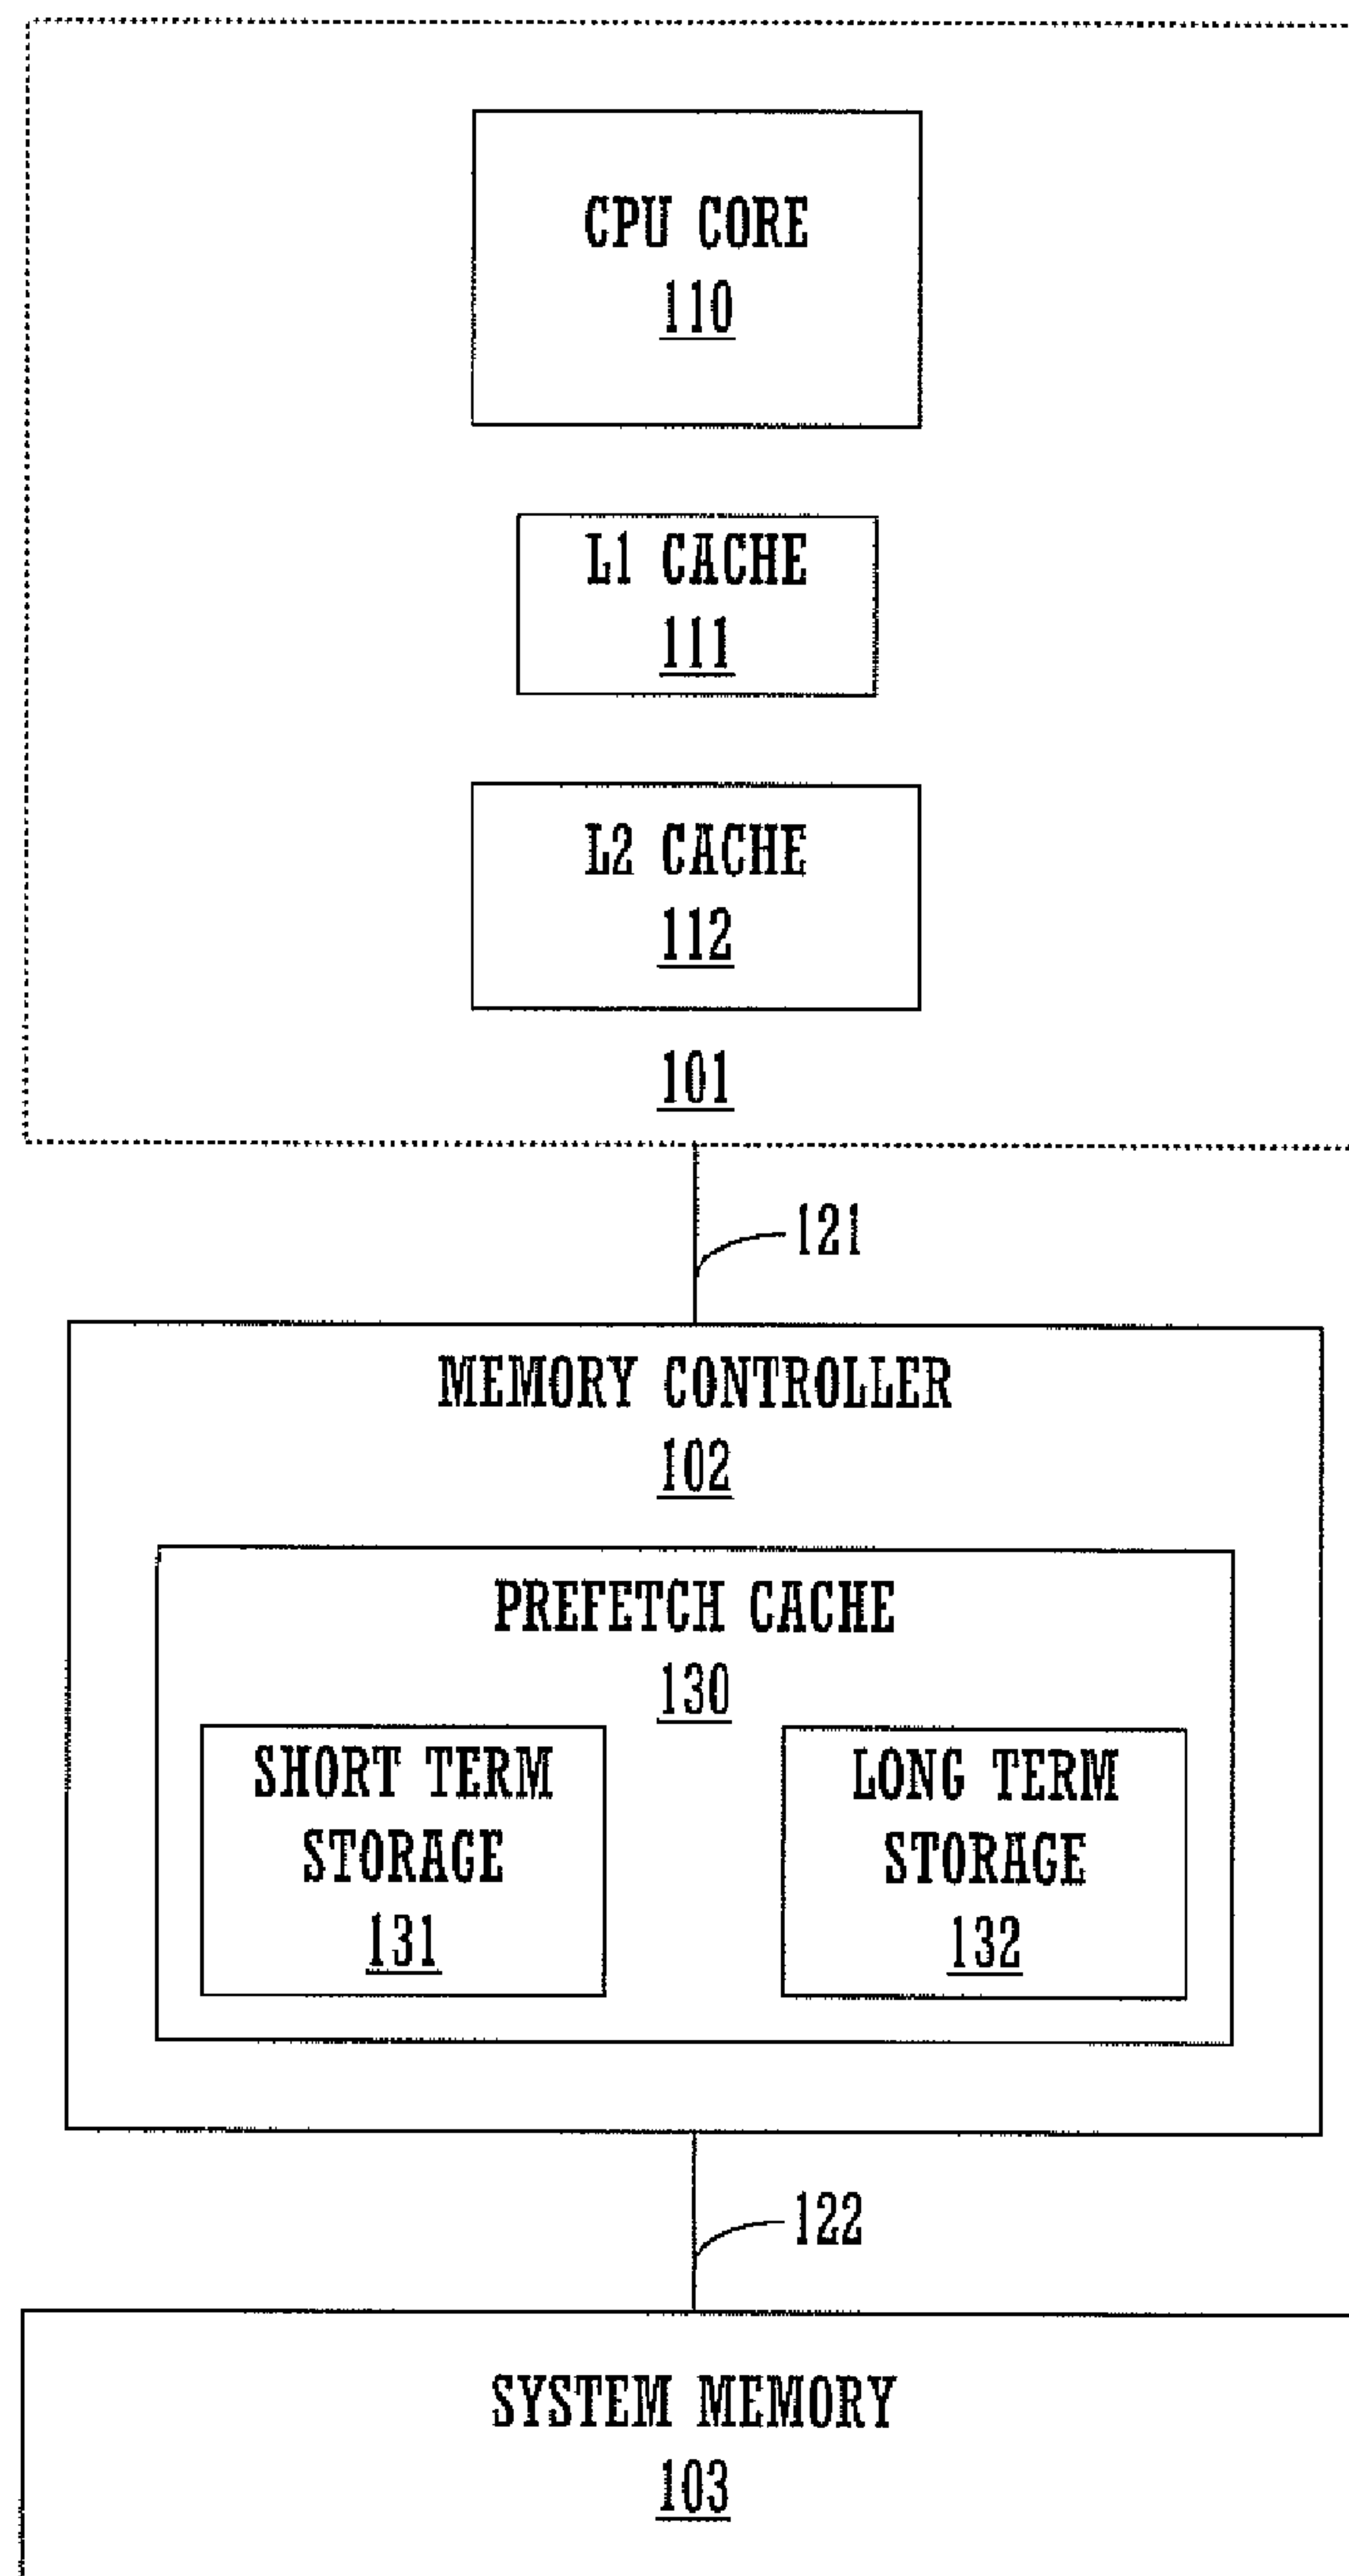 CPU CORE
110
L1 CACHE
111
L2 CACHE
112
101
121
MEMORY CONTROLLER
102
PREFETCH CACHE
130
SHORT TERM
STORAGE
131
LONG TERM
STORAGE
132
122
SYSTEM MEMORY
103